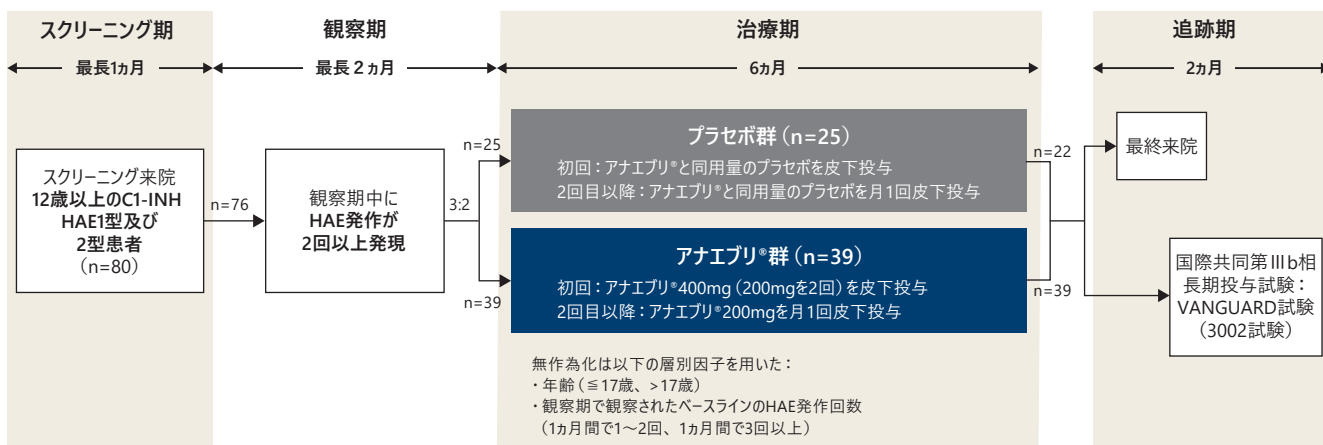 スクリーニング期
観察期
治療期
追跡期
最長1ヵ月
最長2ヵ月
6ヵ月
2ヵ月
スクリーニング来院
12歳以上のC1-INH
HAE1型及び
2型患者
(n=80)
n=76
観察期中に
HAE発作が
2回以上発現
3:2
n=25
n=39
プラセボ群(n=25)
初回:アナエブリ®と同用量のプラセボを皮下投与
2回目以降:アナエブリ®と同用量のプラセボを月1回皮下投与
アナエブリ®群(n=39)
初回:アナエブリ®400mg(200mgを2回)を皮下投与
2回目以降:アナエブリ®200mgを月1回皮下投与
n=22
n=39
最終来院
国際共同第Ⅲb相
長期投与試験:
VANGUARD試験
(3002試験)
無作為化は以下の層別因子を用いた:
・年齢(≦17歳、>17歳)
・観察期で観察されたベースラインのHAE発作回数
(1ヵ月間で1~2回、1ヵ月間で3回以上)